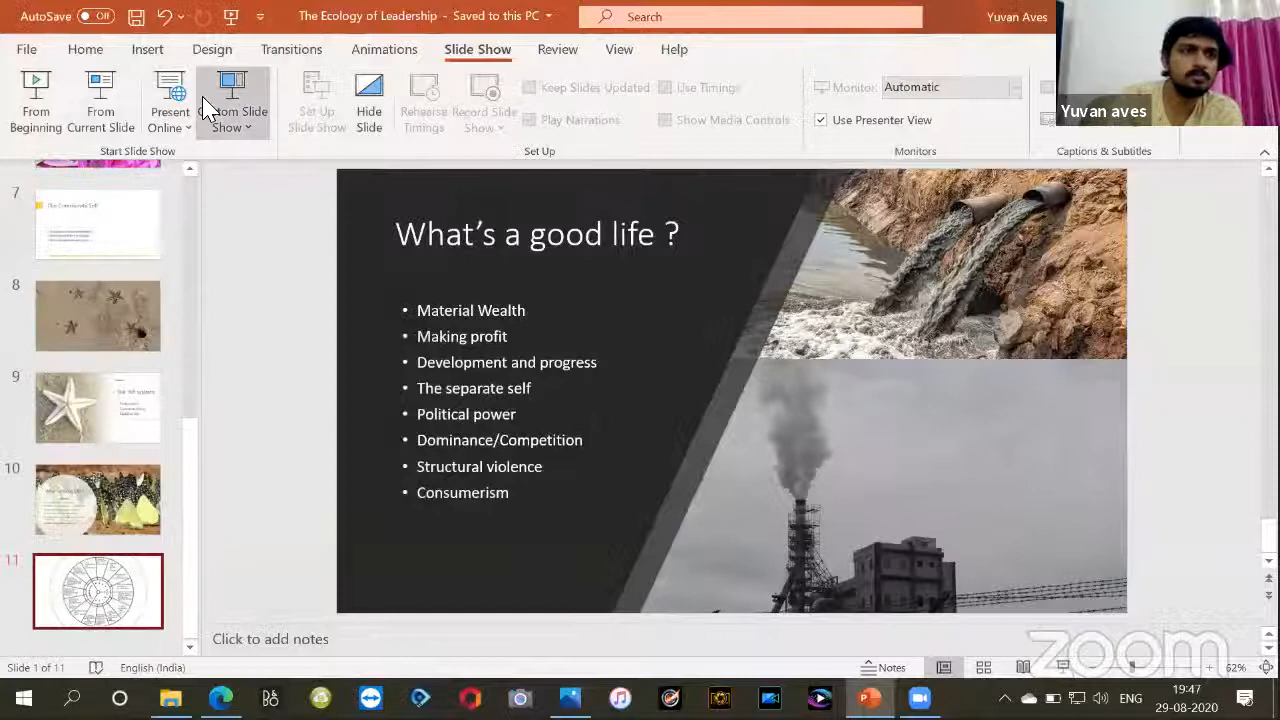 AutoSave Off The Ecology of Leadership - Saved to this PC Search Yuvan Aves
File Home Insert Design Transitions Animations Slide Show Review View Help
From Beginning
From Current Slide
Present Online
om Slide Show
Set Up Slide Show
Hide Slide
Rehearse Timings
Record Slide Show
Keep Slides Updated
Play Narrations
Use Timings
Show Media Controls
Monitor: Automatic
Use Presenter View
Yuvan aves
Start Slide Show Set Up Monitors Captions & Subtitles
7
The Community Self
8
9
10
11
What's a good life ?
• Material Wealth
• Making profit
• Development and progress
• The separate self
• Political power
• Dominance/Competition
• Structural violence
• Consumerism
Click to add notes
zoom
Slide 1 of 11 English (India) Notes 62%
ENG 19:47
29-08-2020